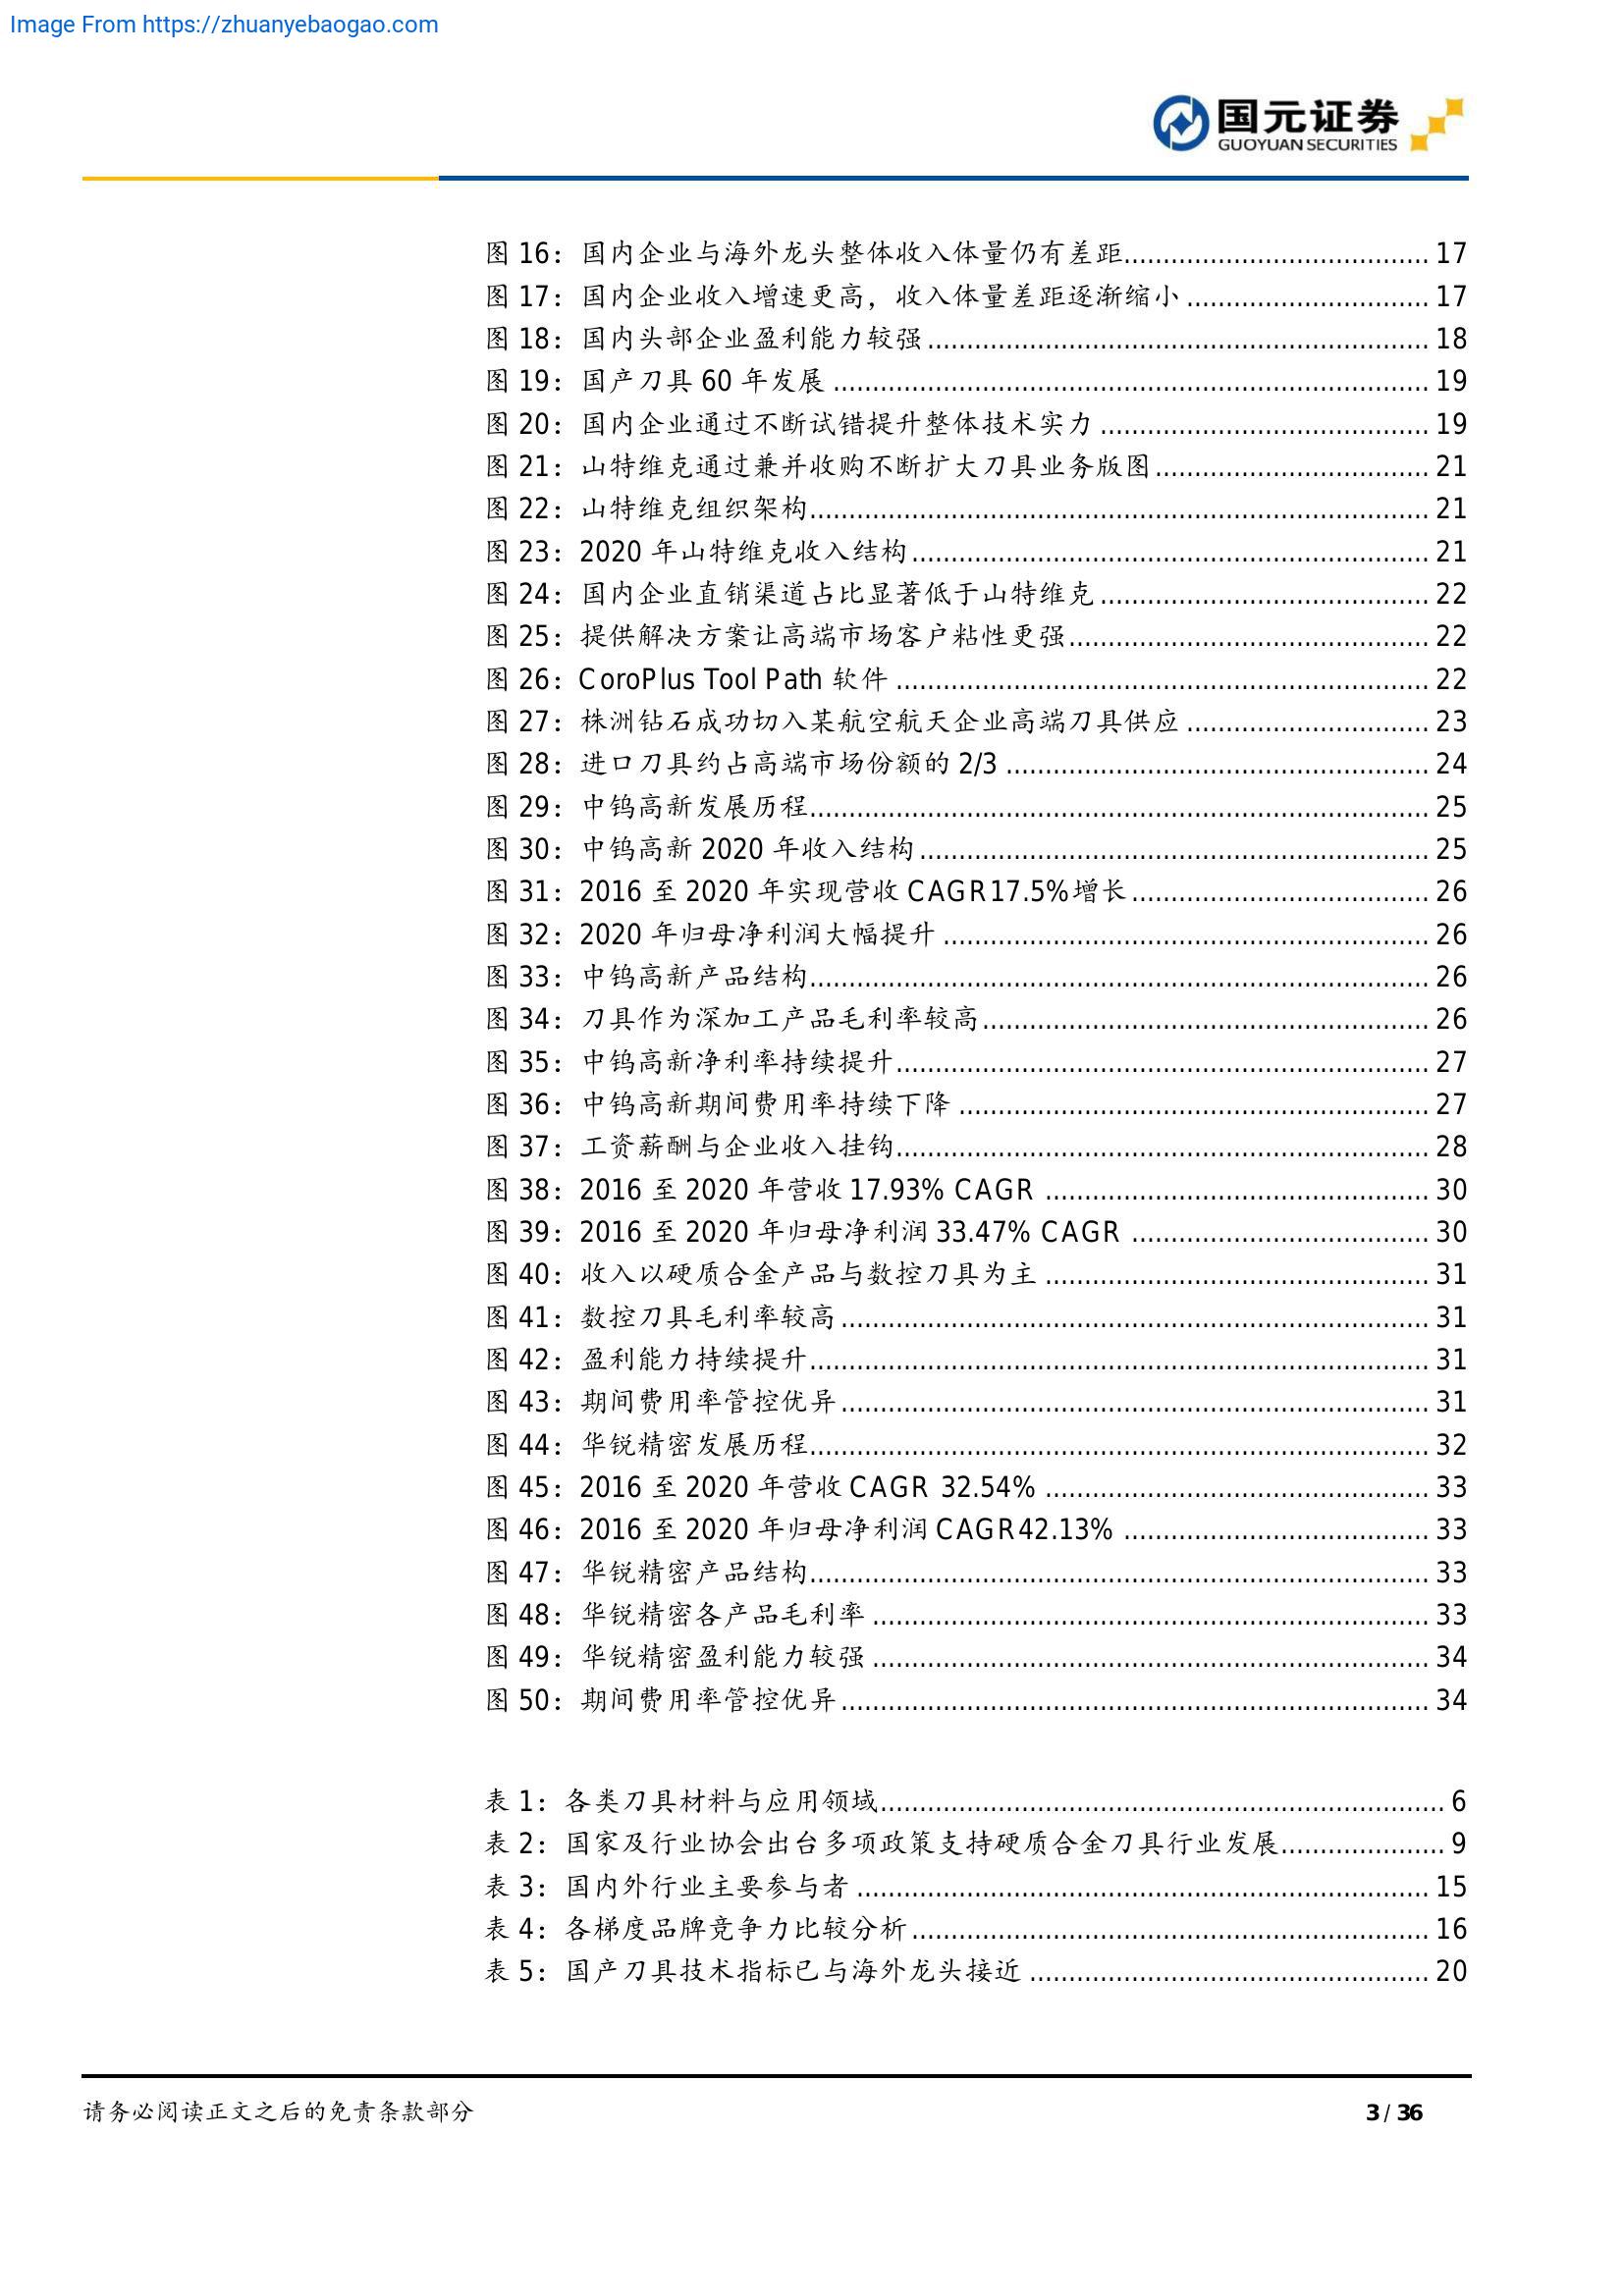 Image From https://zhuanyebaogao.com
国元证券
GUOYUAN SECURITIES
图 16：国内企业与海外龙头整体收入体量仍有差距...................................... 17
图 17：国内企业收入增速更高，收入体量差距逐渐缩小.............................. 17
图 18：国内头部企业盈利能力较强................................................................ 18
图 19：国产刀具 60 年发展 ............................................................................ 19
图 20：国内企业通过不断试错提升整体技术实力.......................................... 19
图 21：山特维克通过兼并收购不断扩大刀具业务版图................................... 21
图 22：山特维克组织架构............................................................................... 21
图 23：2020 年山特维克收入结构.................................................................. 21
图 24：国内企业直销渠道占比显著低于山特维克.......................................... 22
图 25：提供解决方案让高端市场客户粘性更强.............................................. 22
图 26：CoroPlus Tool Path 软件 .................................................................... 22
图 27：株洲钻石成功切入某航空航天企业高端刀具供应............................... 23
图 28：进口刀具约占高端市场份额的 2/3 ...................................................... 24
图 29：中钨高新发展历程............................................................................... 25
图 30：中钨高新 2020 年收入结构................................................................. 25
图 31：2016 至 2020 年实现营收 CAGR17.5%增长...................................... 26
图 32：2020 年归母净利润大幅提升 .............................................................. 26
图 33：中钨高新产品结构............................................................................... 26
图 34：刀具作为深加工产品毛利率较高......................................................... 26
图 35：中钨高新净利率持续提升.................................................................... 27
图 36：中钨高新期间费用率持续下降 ............................................................ 27
图 37：工资薪酬与企业收入挂钩.................................................................... 28
图 38：2016 至 2020 年营收 17.93% CAGR ................................................. 30
图 39：2016 至 2020 年归母净利润 33.47% CAGR ...................................... 30
图 40：收入以硬质合金产品与数控刀具为主 ................................................. 31
图 41：数控刀具毛利率较高........................................................................... 31
图 42：盈利能力持续提升............................................................................... 31
图 43：期间费用率管控优异........................................................................... 31
图 44：华锐精密发展历程............................................................................... 32
图 45：2016 至 2020 年营收 CAGR 32.54% ................................................. 33
图 46：2016 至 2020 年归母净利润 CAGR42.13% ....................................... 33
图 47：华锐精密产品结构............................................................................... 33
图 48：华锐精密各产品毛利率 ....................................................................... 33
图 49：华锐精密盈利能力较强 ....................................................................... 34
图 50：期间费用率管控优异........................................................................... 34
表 1：各类刀具材料与应用领域........................................................................ 6
表 2：国家及行业协会出台多项政策支持硬质合金刀具行业发展..................... 9
表 3：国内外行业主要参与者 ......................................................................... 15
表 4：各梯度品牌竞争力比较分析.................................................................. 16
表 5：国产刀具技术指标已与海外龙头接近 ................................................... 20
请务必阅读正文之后的免责条款部分
3 / 36